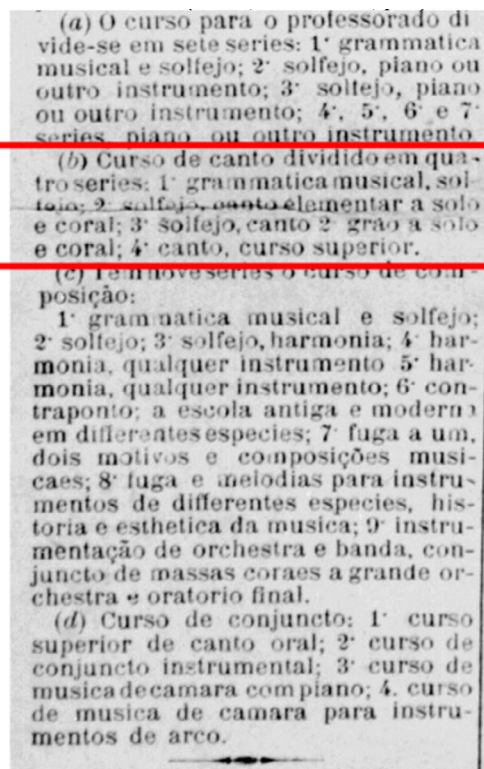 (a) O curso para o professorado di
vide-se em sete series: 1ª grammatica
musical e solfejo; 2ª solfejo, piano ou
outro instrumento; 3ª solfejo, piano
ou outro instrumento; 4ª, 5ª, 6ª e 7ª
series, piano ou outro instrumento
(b) Curso de canto dividido em qua-
tro series: 1ª grammatica musical, sol-
fejo; 2ª solfejo, canto elementar a solo
e coral; 3ª solfejo, canto 2º gráo a solo
e coral; 4ª canto, curso superior.
(c) Tem nove series o curso de com-
posição:
1ª grammatica musical e solfejo;
2ª solfejo; 3ª solfejo, harmonia; 4ª har-
monia, qualquer instrumento 5ª har-
monia, qualquer instrumento; 6ª con-
traponto; a escola antiga e moderna
em differentes especies; 7ª fuga a um,
dois motivos e composições musi-
caes; 8ª fuga e melodias para instru-
mentos de differentes especies, his-
toria e esthetica da musica; 9ª instru-
mentação de orchestra e banda, con-
juncto de massas coraes a grande or-
chestra e oratorio final.
(d) Curso de conjuncto: 1º curso
superior de canto oral; 2º curso de
conjuncto instrumental; 3º curso de
musica de camara com piano; 4. curso
de musica de camara para instru-
mentos de arco.